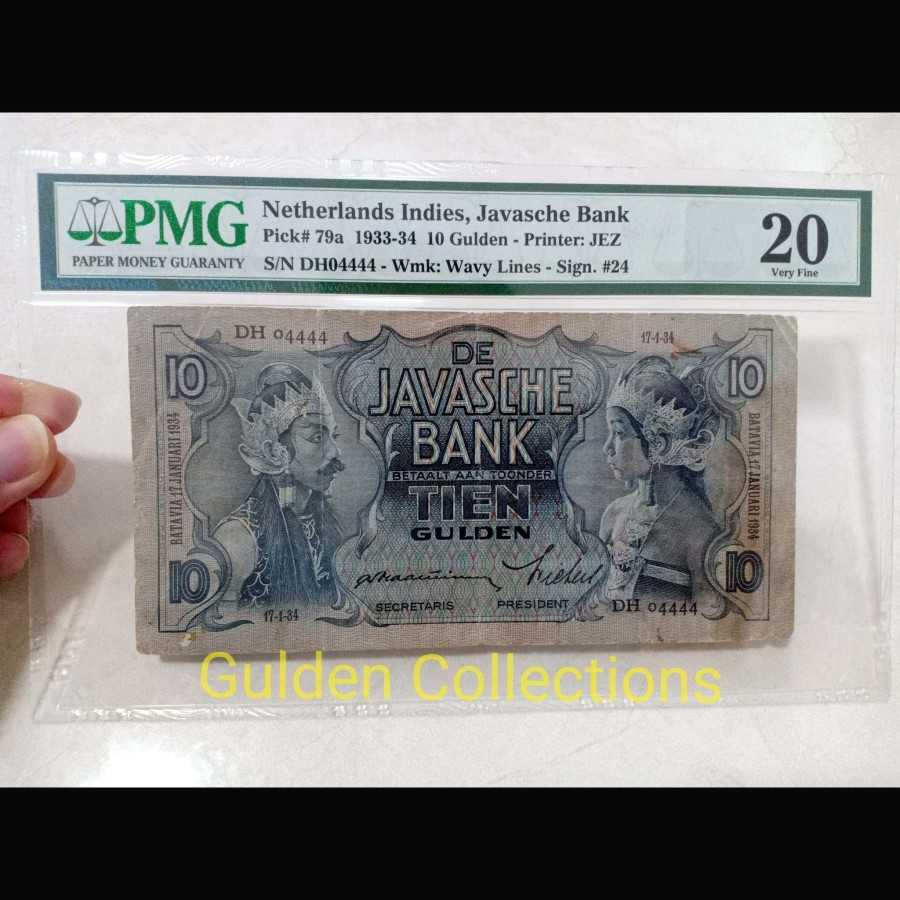 PMG
PAPER MONEY GUARANTY
Netherlands Indies, Javasche Bank
Pick# 79a 1933-34 10 Gulden - Printer: JEZ
S/N DH04444 - Wmk: Wavy Lines - Sign. #24
20
Very Fine
DH 04444
17-1-34
10
10
DE
JAVASCHE
BANK
BETAALT AAN TOONDER
TIEN
GULDEN
BATAVIA 17 JANUARI 1934
BATAVIA 17 JANUARI 1934
10
10
SECRETARIS
PRESIDENT
17-1-34
DH 04444
Gulden Collections